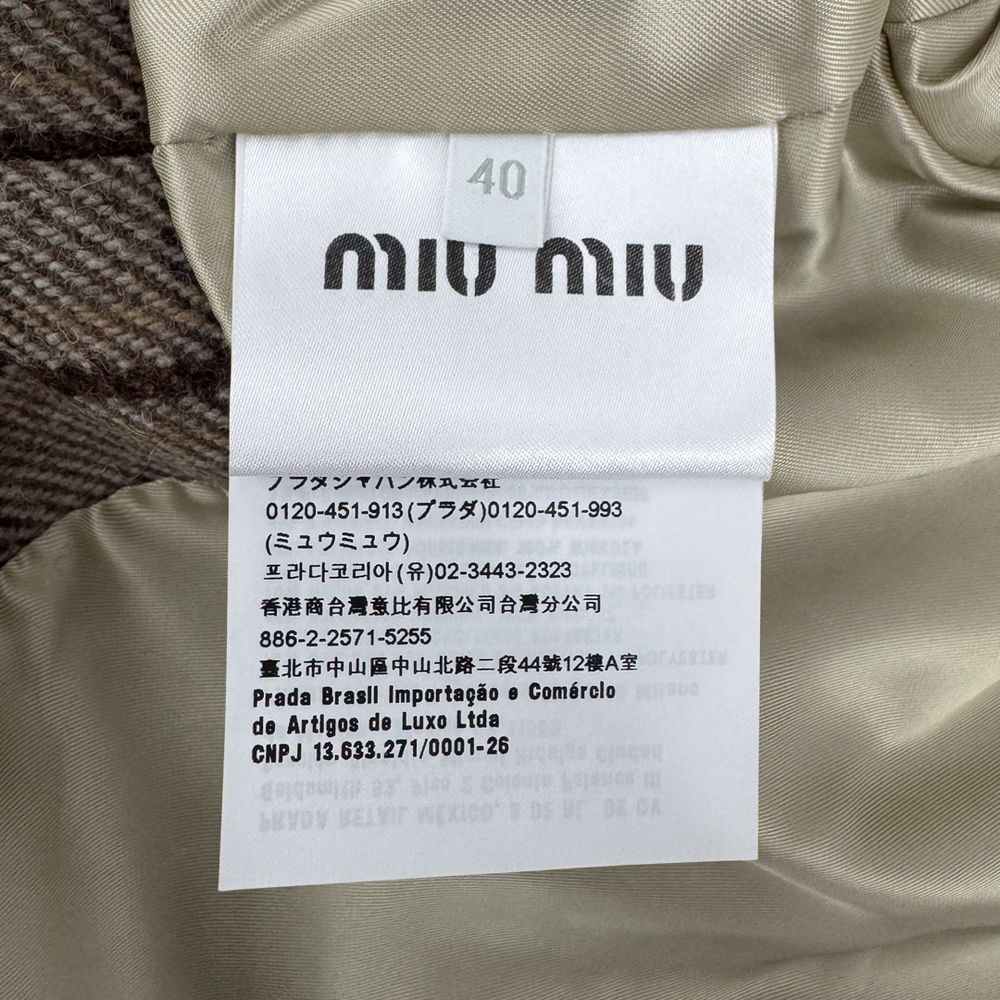 40
miu miu
プラダジャパン株式会社
0120-451-913(プラダ)0120-451-993
(ミュウミュウ)
프라다코리아(유)02-3443-2323
香港商台灣意比有限公司台灣分公司
886-2-2571-5255
臺北市中山區中山北路二段44號12樓A室
Prada Brasil Importação e Comércio
de Artigos de Luxo Ltda
CNPJ 13.633.271/0001-26